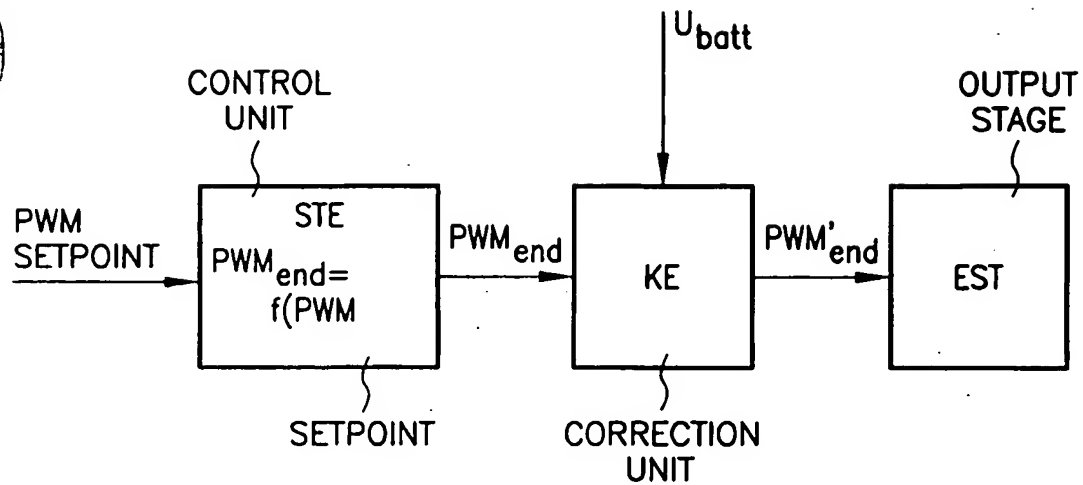 U_batt
CONTROL
UNIT
OUTPUT
STAGE
PWM
SETPOINT
STE
PWM_end=
f(PWM
PWM_end
KE
PWM'_end
EST
SETPOINT
CORRECTION
UNIT